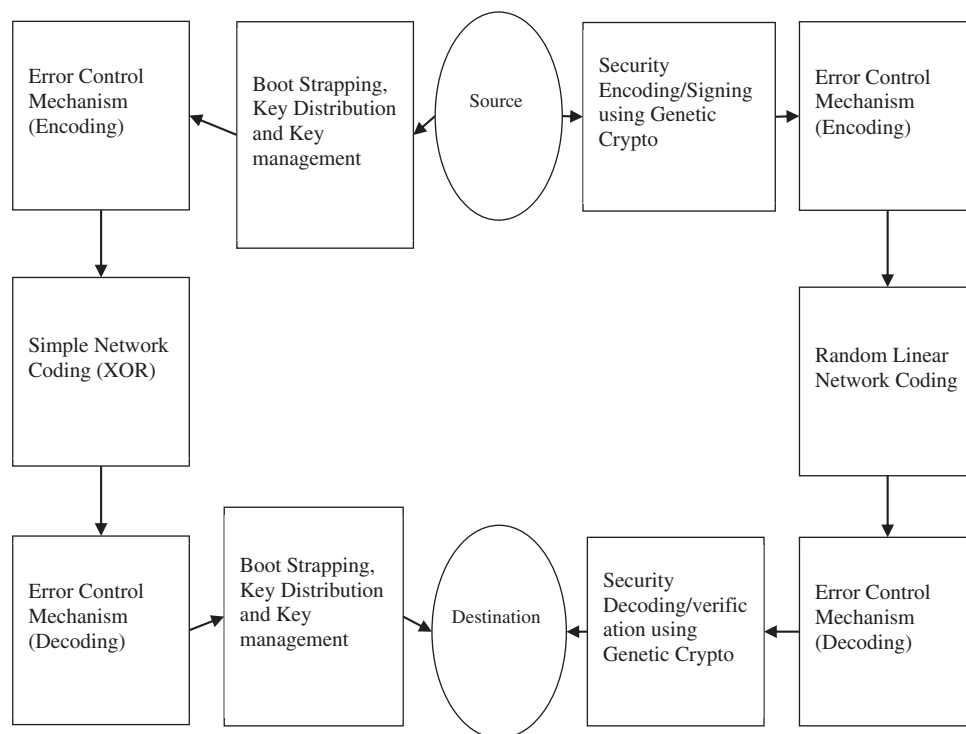 Error Control
Mechanism
(Encoding)
Boot Strapping,
Key Distribution
and Key
management
Source
Security
Encoding/Signing
using Genetic
Crypto
Error Control
Mechanism
(Encoding)
Simple Network
Coding (XOR)
Random Linear
Network Coding
Error Control
Mechanism
(Decoding)
Boot Strapping,
Key Distribution
and Key
management
Destination
Security
Decoding/verific
ation using
Genetic Crypto
Error Control
Mechanism
(Decoding)